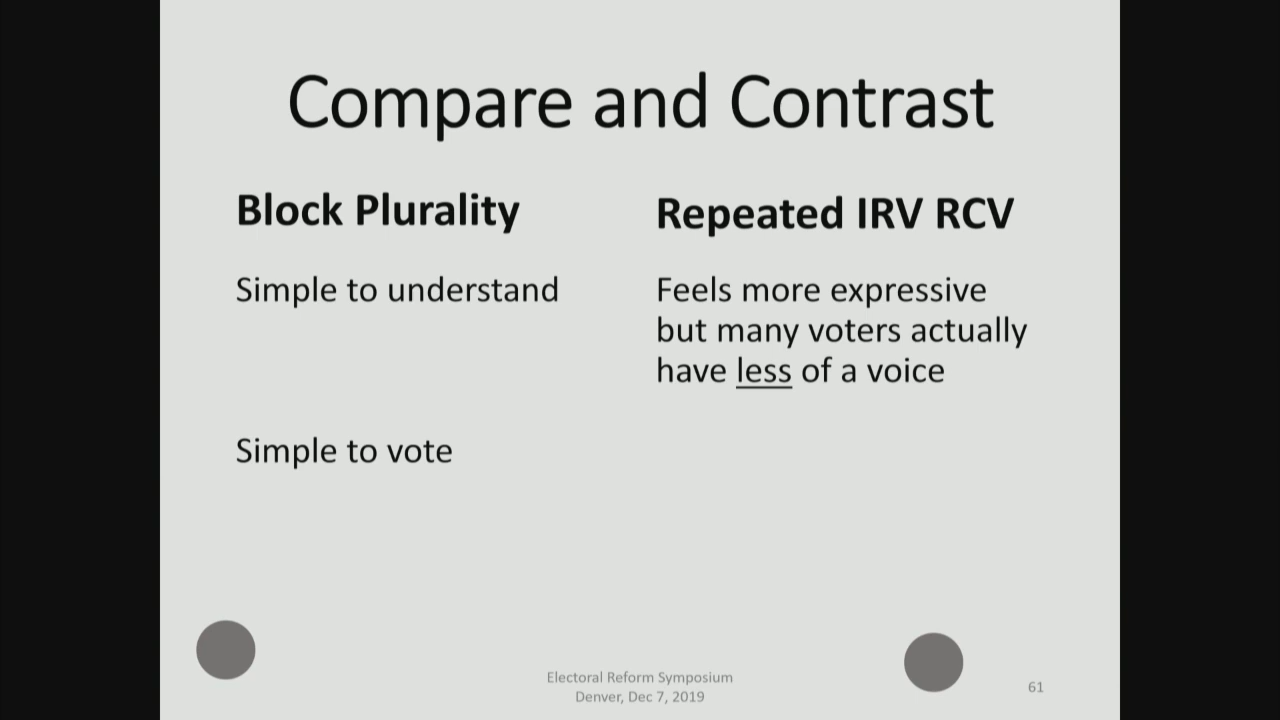 Compare and Contrast
Block Plurality
Simple to understand
Simple to vote
Repeated IRV RCV
Feels more expressive
but many voters actually
have less of a voice
Electoral Reform Symposium
Denver, Dec 7, 2019
61